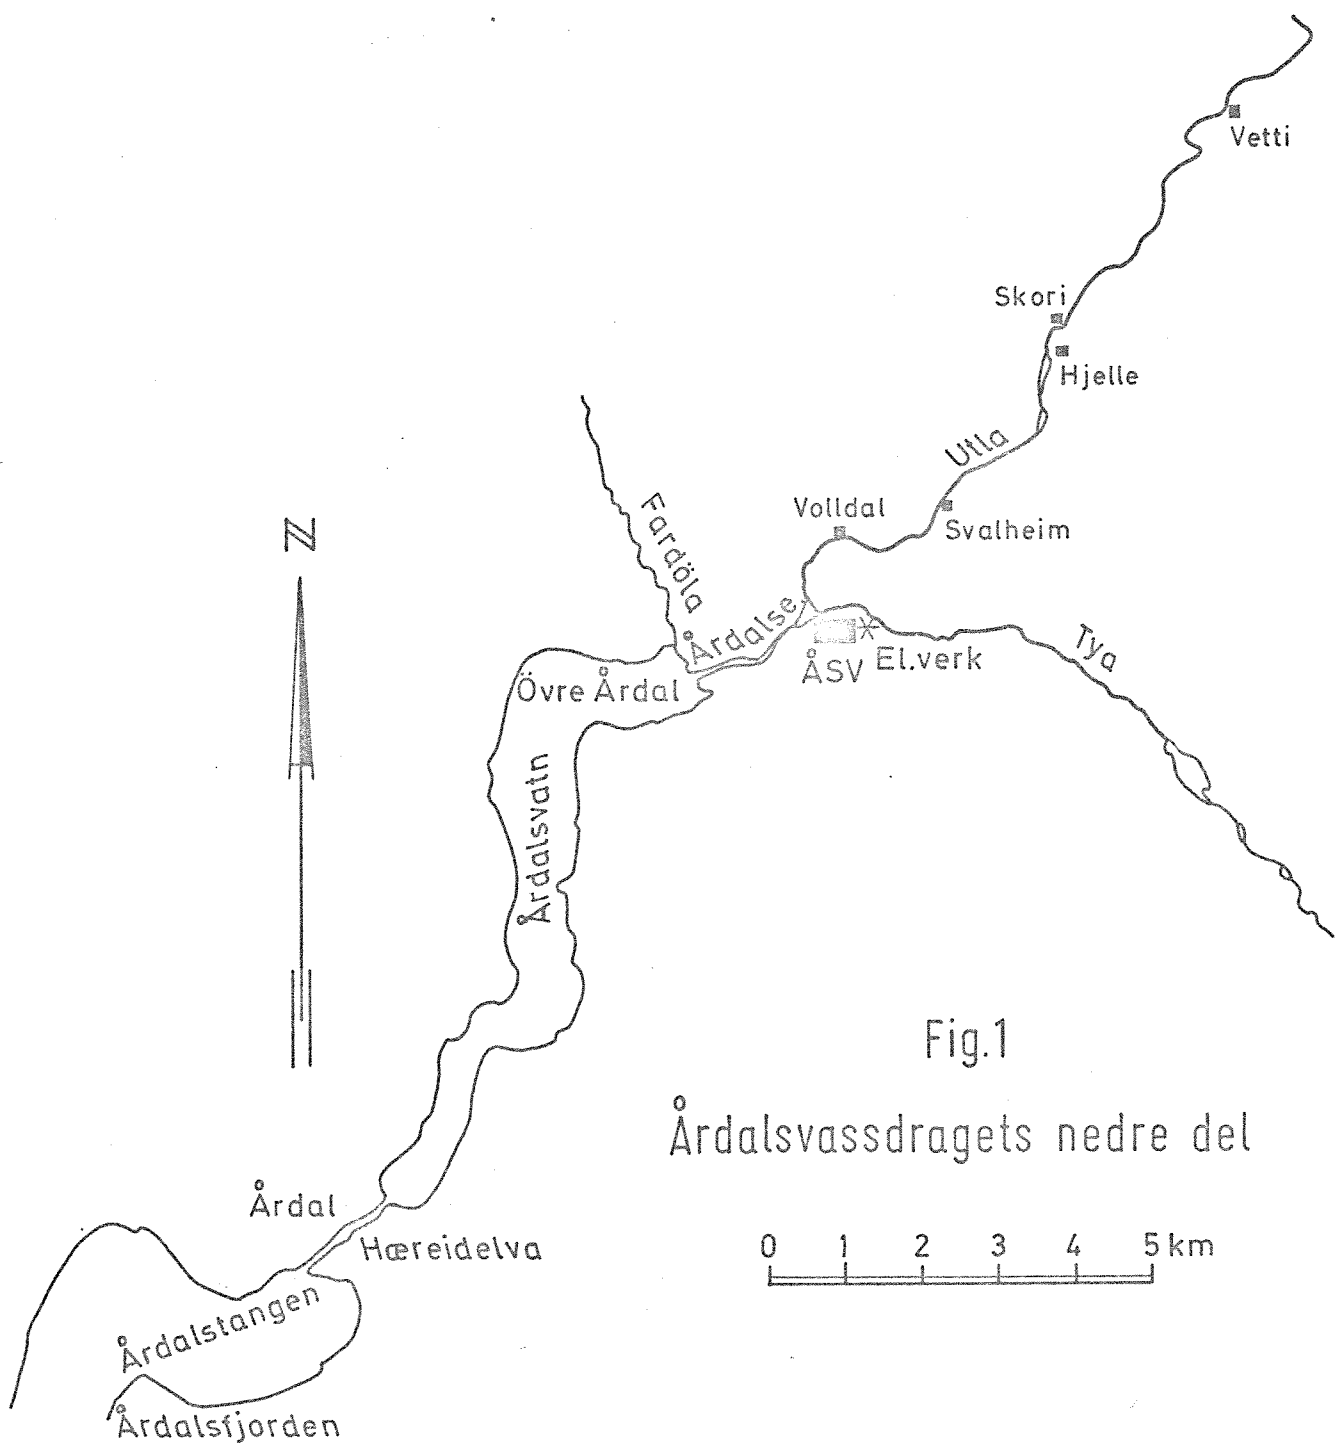 Vetti
Skori
Hjelle
Utla
Svalheim
Volldal
Fardöla
Årdalse.
Tya
ÅSV
El.verk
Övre Årdal
N
Årdalsvatn
Fig.1
Årdalsvassdragets nedre del
0 1 2 3 4 5 km
Årdal
Hæreidelva
Årdalstangen
Årdalsfjorden